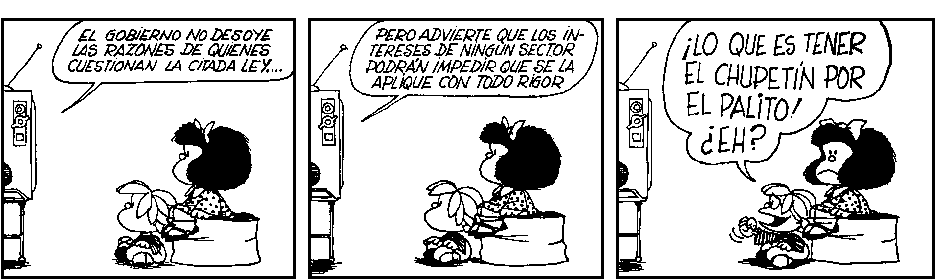 EL GOBIERNO NO DESOYE
LAS RAZONES DE QUIENES
CUESTIONAN LA CITADA LEY,...
PERO ADVIERTE QUE LOS IN-
TERESES DE NINGÚN SECTOR
PODRÁN IMPEDIR QUE SE LA
APLIQUE CON TODO RIGOR
¡LO QUE ES TENER
EL CHUPETÍN POR
EL PALITO!
¿EH?